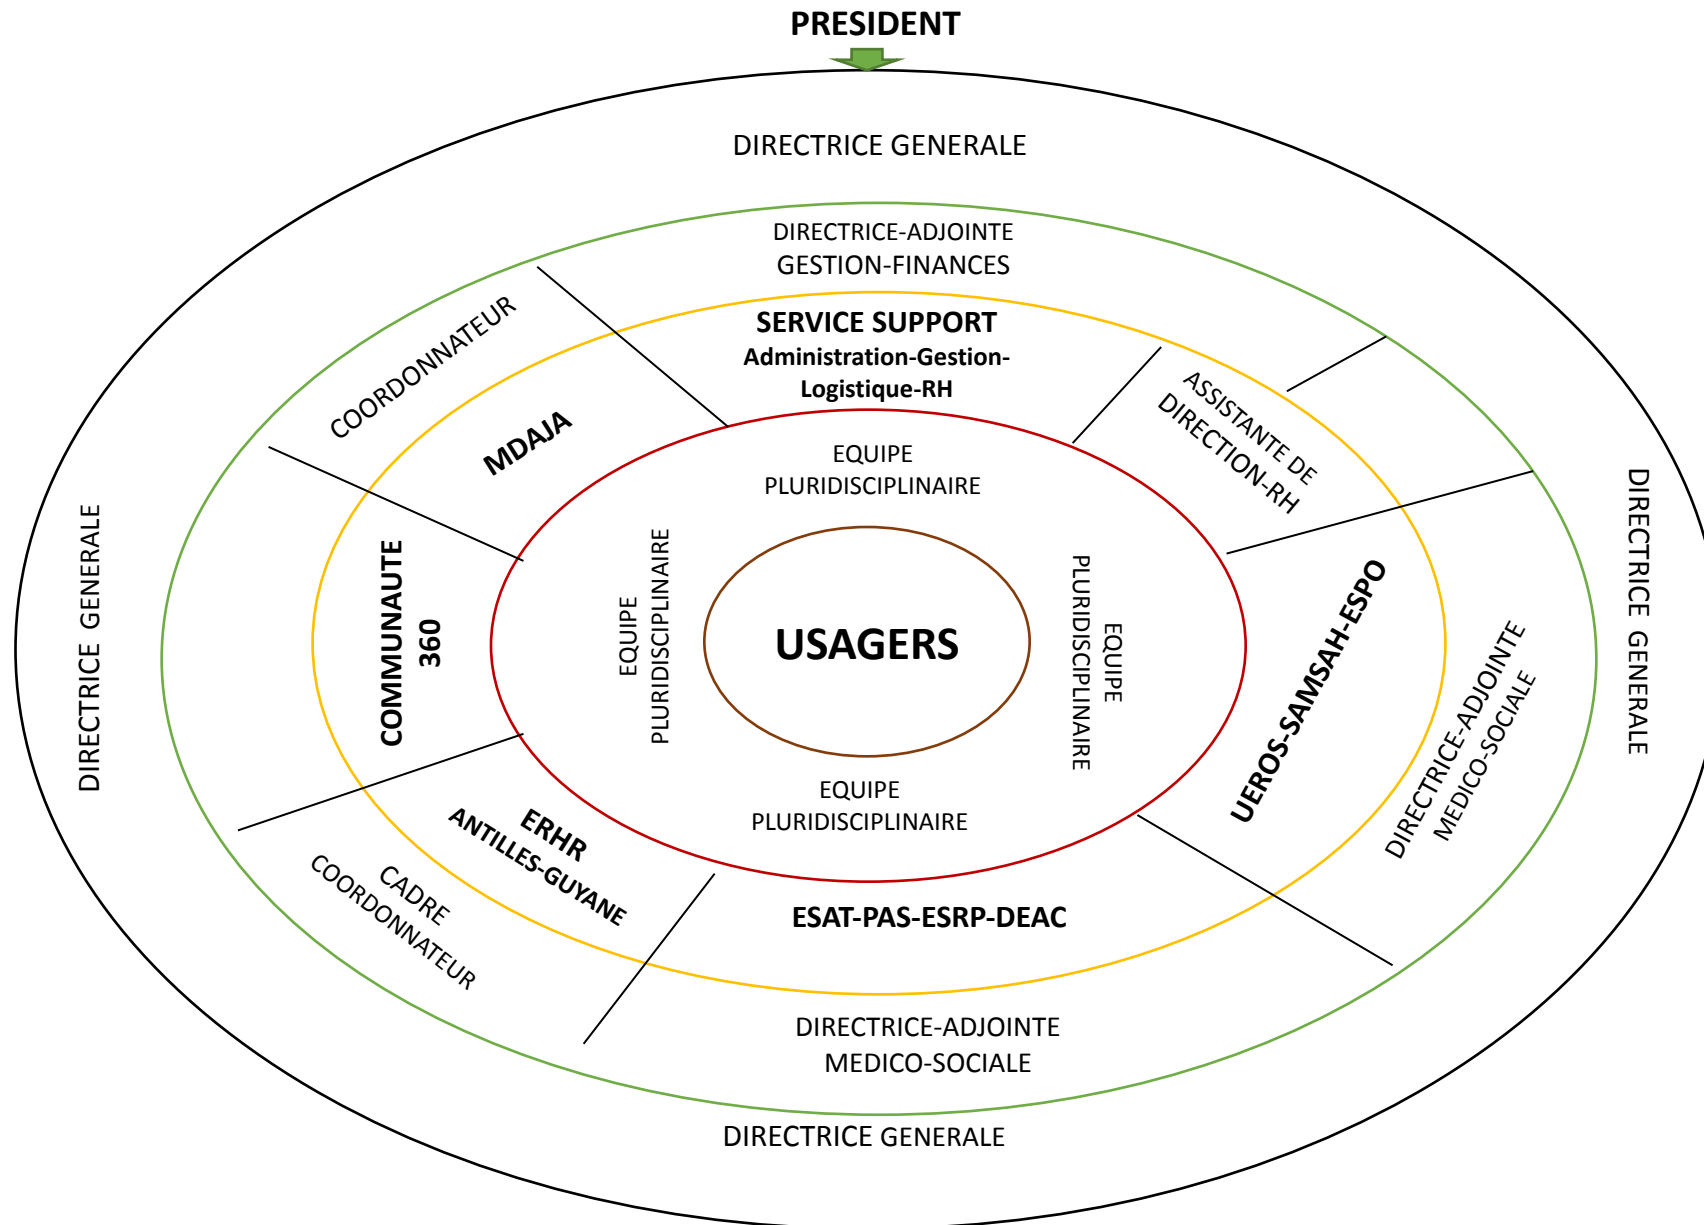 PRESIDENT
DIRECTRICE GENERALE
DIRECTRICE-ADJOINTE
GESTION-FINANCES
SERVICE SUPPORT
Administration-Gestion-
Logistique-RH
COORDONNATEUR
MDAJA
ASSISTANTE DE
DIRECTION-RH
EQUIPE
PLURIDISCIPLINAIRE
DIRECTRICE GENERALE
COMMUNAUTE
360
EQUIPE
PLURIDISCIPLINAIRE
USAGERS
EQUIPE
PLURIDISCIPLINAIRE
UEROS-SAMSAH-ESPO
DIRECTRICE-ADJOINTE
MEDICO-SOCIALE
DIRECTRICE GENERALE
EQUIPE
PLURIDISCIPLINAIRE
ERHR
ANTILLES-GUYANE
CADRE
COORDONNATEUR
ESAT-PAS-ESRP-DEAC
DIRECTRICE-ADJOINTE
MEDICO-SOCIALE
DIRECTRICE GENERALE